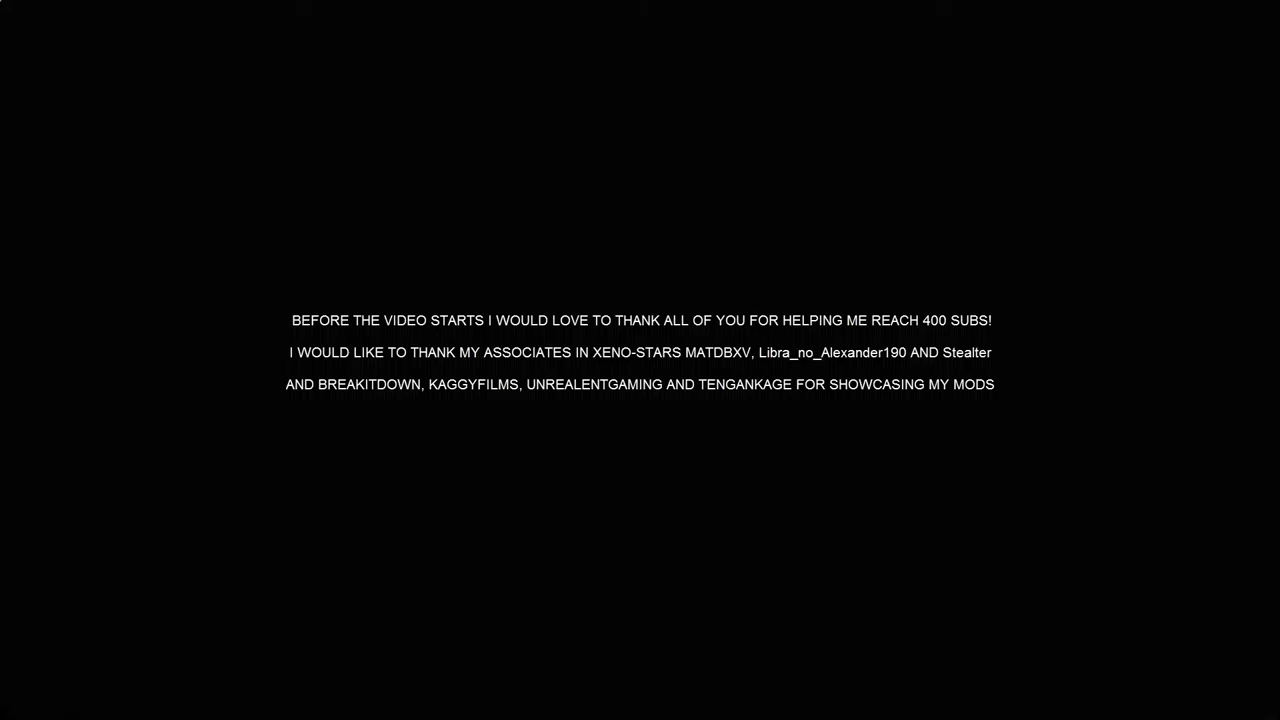 BEFORE THE VIDEO STARTS I WOULD LOVE TO THANK ALL OF YOU FOR HELPING ME REACH 400 SUBS!
I WOULD LIKE TO THANK MY ASSOCIATES IN XENO-STARS MATDBXV, Libra_no_Alexander190 AND Stealter
AND BREAKITDOWN, KAGGYFILMS, UNREALENTGAMING AND TENGANKAGE FOR SHOWCASING MY MODS